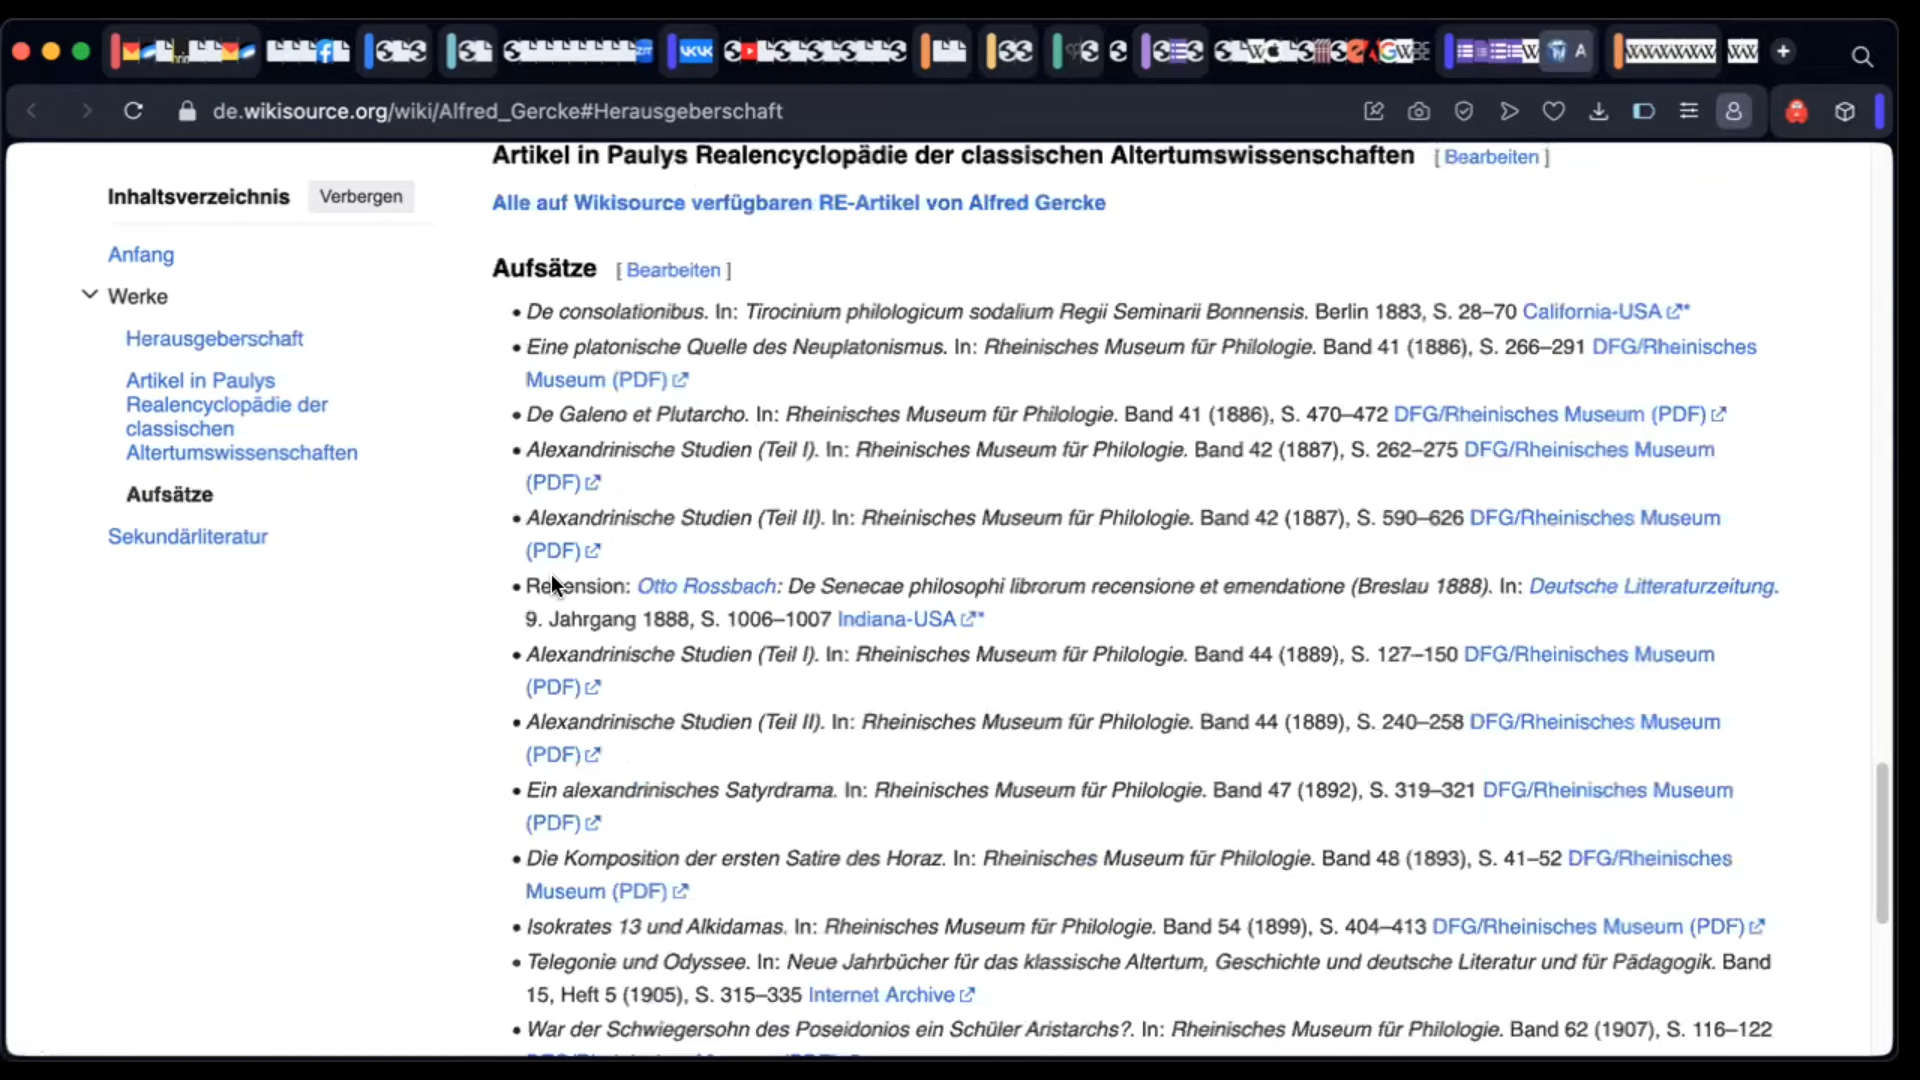 de.wikisource.org/wiki/Alfred_Gercke#Herausgeberschaft
Inhaltsverzeichnis Verbergen
Anfang
Werke
Herausgeberschaft
Artikel in Paulys
Realencyclopädie der
classischen
Altertumswissenschaften
Aufsätze
Sekundärliteratur
Artikel in Paulys Realencyclopädie der classischen Altertumswissenschaften [ Bearbeiten ]
Alle auf Wikisource verfügbaren RE-Artikel von Alfred Gercke
Aufsätze [ Bearbeiten ]
• De consolationibus. In: Tirocinium philologicum sodalium Regii Seminarii Bonnensis. Berlin 1883, S. 28–70 California-USA*
• Eine platonische Quelle des Neuplatonismus. In: Rheinisches Museum für Philologie. Band 41 (1886), S. 266–291 DFG/Rheinisches
Museum (PDF)
• De Galeno et Plutarcho. In: Rheinisches Museum für Philologie. Band 41 (1886), S. 470–472 DFG/Rheinisches Museum (PDF)
• Alexandrinische Studien (Teil I). In: Rheinisches Museum für Philologie. Band 42 (1887), S. 262–275 DFG/Rheinisches Museum
(PDF)
• Alexandrinische Studien (Teil II). In: Rheinisches Museum für Philologie. Band 42 (1887), S. 590–626 DFG/Rheinisches Museum
(PDF)
• Rezension: Otto Rossbach: De Senecae philosophi librorum recensione et emendatione (Breslau 1888). In: Deutsche Litteraturzeitung.
9. Jahrgang 1888, S. 1006–1007 Indiana-USA*
• Alexandrinische Studien (Teil I). In: Rheinisches Museum für Philologie. Band 44 (1889), S. 127–150 DFG/Rheinisches Museum
(PDF)
• Alexandrinische Studien (Teil II). In: Rheinisches Museum für Philologie. Band 44 (1889), S. 240–258 DFG/Rheinisches Museum
(PDF)
• Ein alexandrinisches Satyrdrama. In: Rheinisches Museum für Philologie. Band 47 (1892), S. 319–321 DFG/Rheinisches Museum
(PDF)
• Die Komposition der ersten Satire des Horaz. In: Rheinisches Museum für Philologie. Band 48 (1893), S. 41–52 DFG/Rheinisches
Museum (PDF)
• Isokrates 13 und Alkidamas. In: Rheinisches Museum für Philologie. Band 54 (1899), S. 404–413 DFG/Rheinisches Museum (PDF)
• Telegonie und Odyssee. In: Neue Jahrbücher für das klassische Altertum, Geschichte und deutsche Literatur und für Pädagogik. Band
15, Heft 5 (1905), S. 315–335 Internet Archive
• War der Schwiegersohn des Poseidonios ein Schüler Aristarchs?. In: Rheinisches Museum für Philologie. Band 62 (1907), S. 116–122